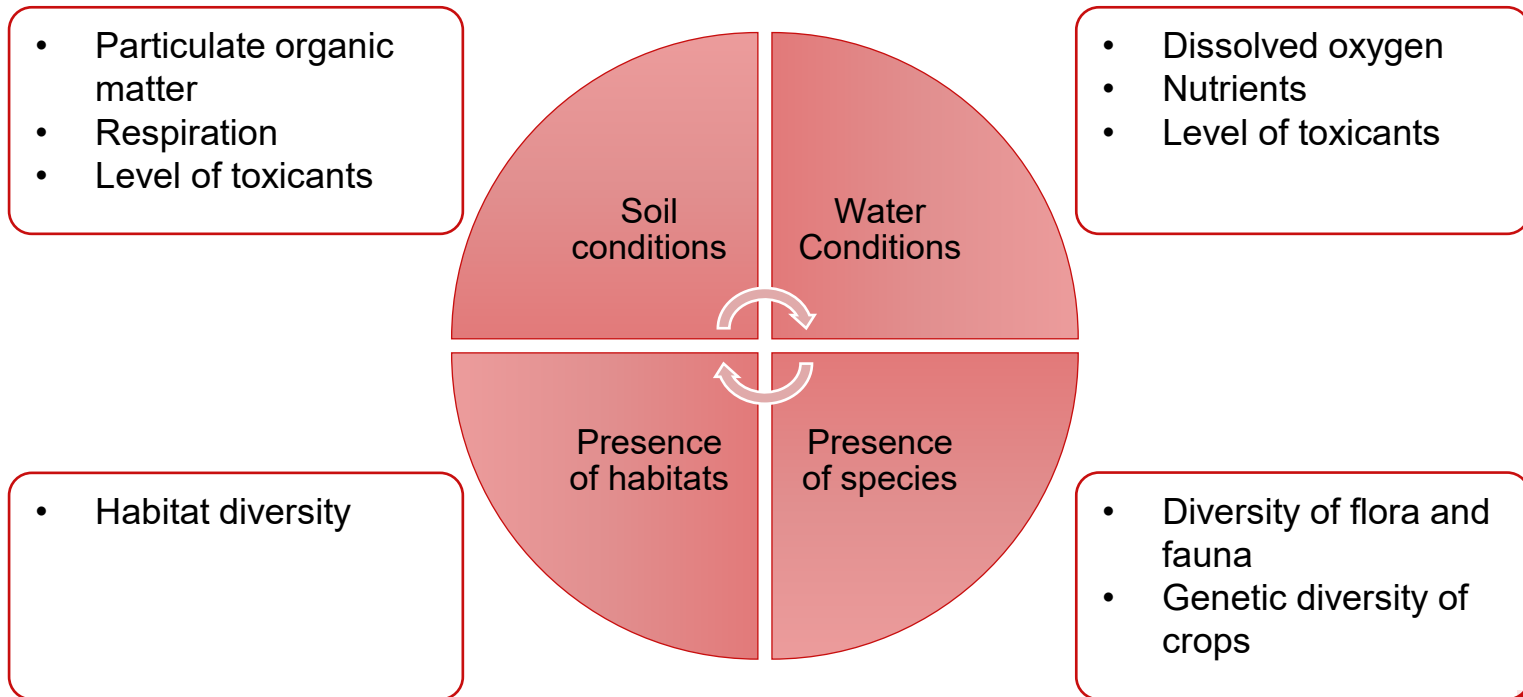 • Particulate organic
matter
• Respiration
• Level of toxicants
• Dissolved oxygen
• Nutrients
• Level of toxicants
Soil
conditions
Water
Conditions
Presence
of habitats
Presence
of species
• Habitat diversity
• Diversity of flora and
fauna
• Genetic diversity of
crops